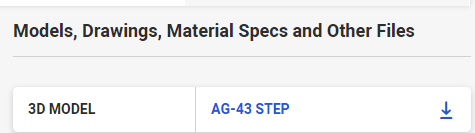 Models, Drawings, Material Specs and Other Files
3D MODEL AG-43 STEP